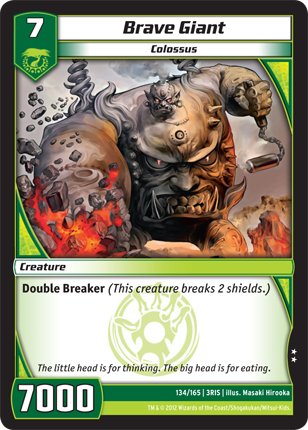 7
Brave Giant
Colossus
Creature
Double Breaker (This creature breaks 2 shields.)
The little head is for thinking. The big head is for eating.
7000
134/165 | 3RIS | illus. Masaki Hirooka
TM & © 2012 Wizards of the Coast/Shogakukan/Mitsui-Kids